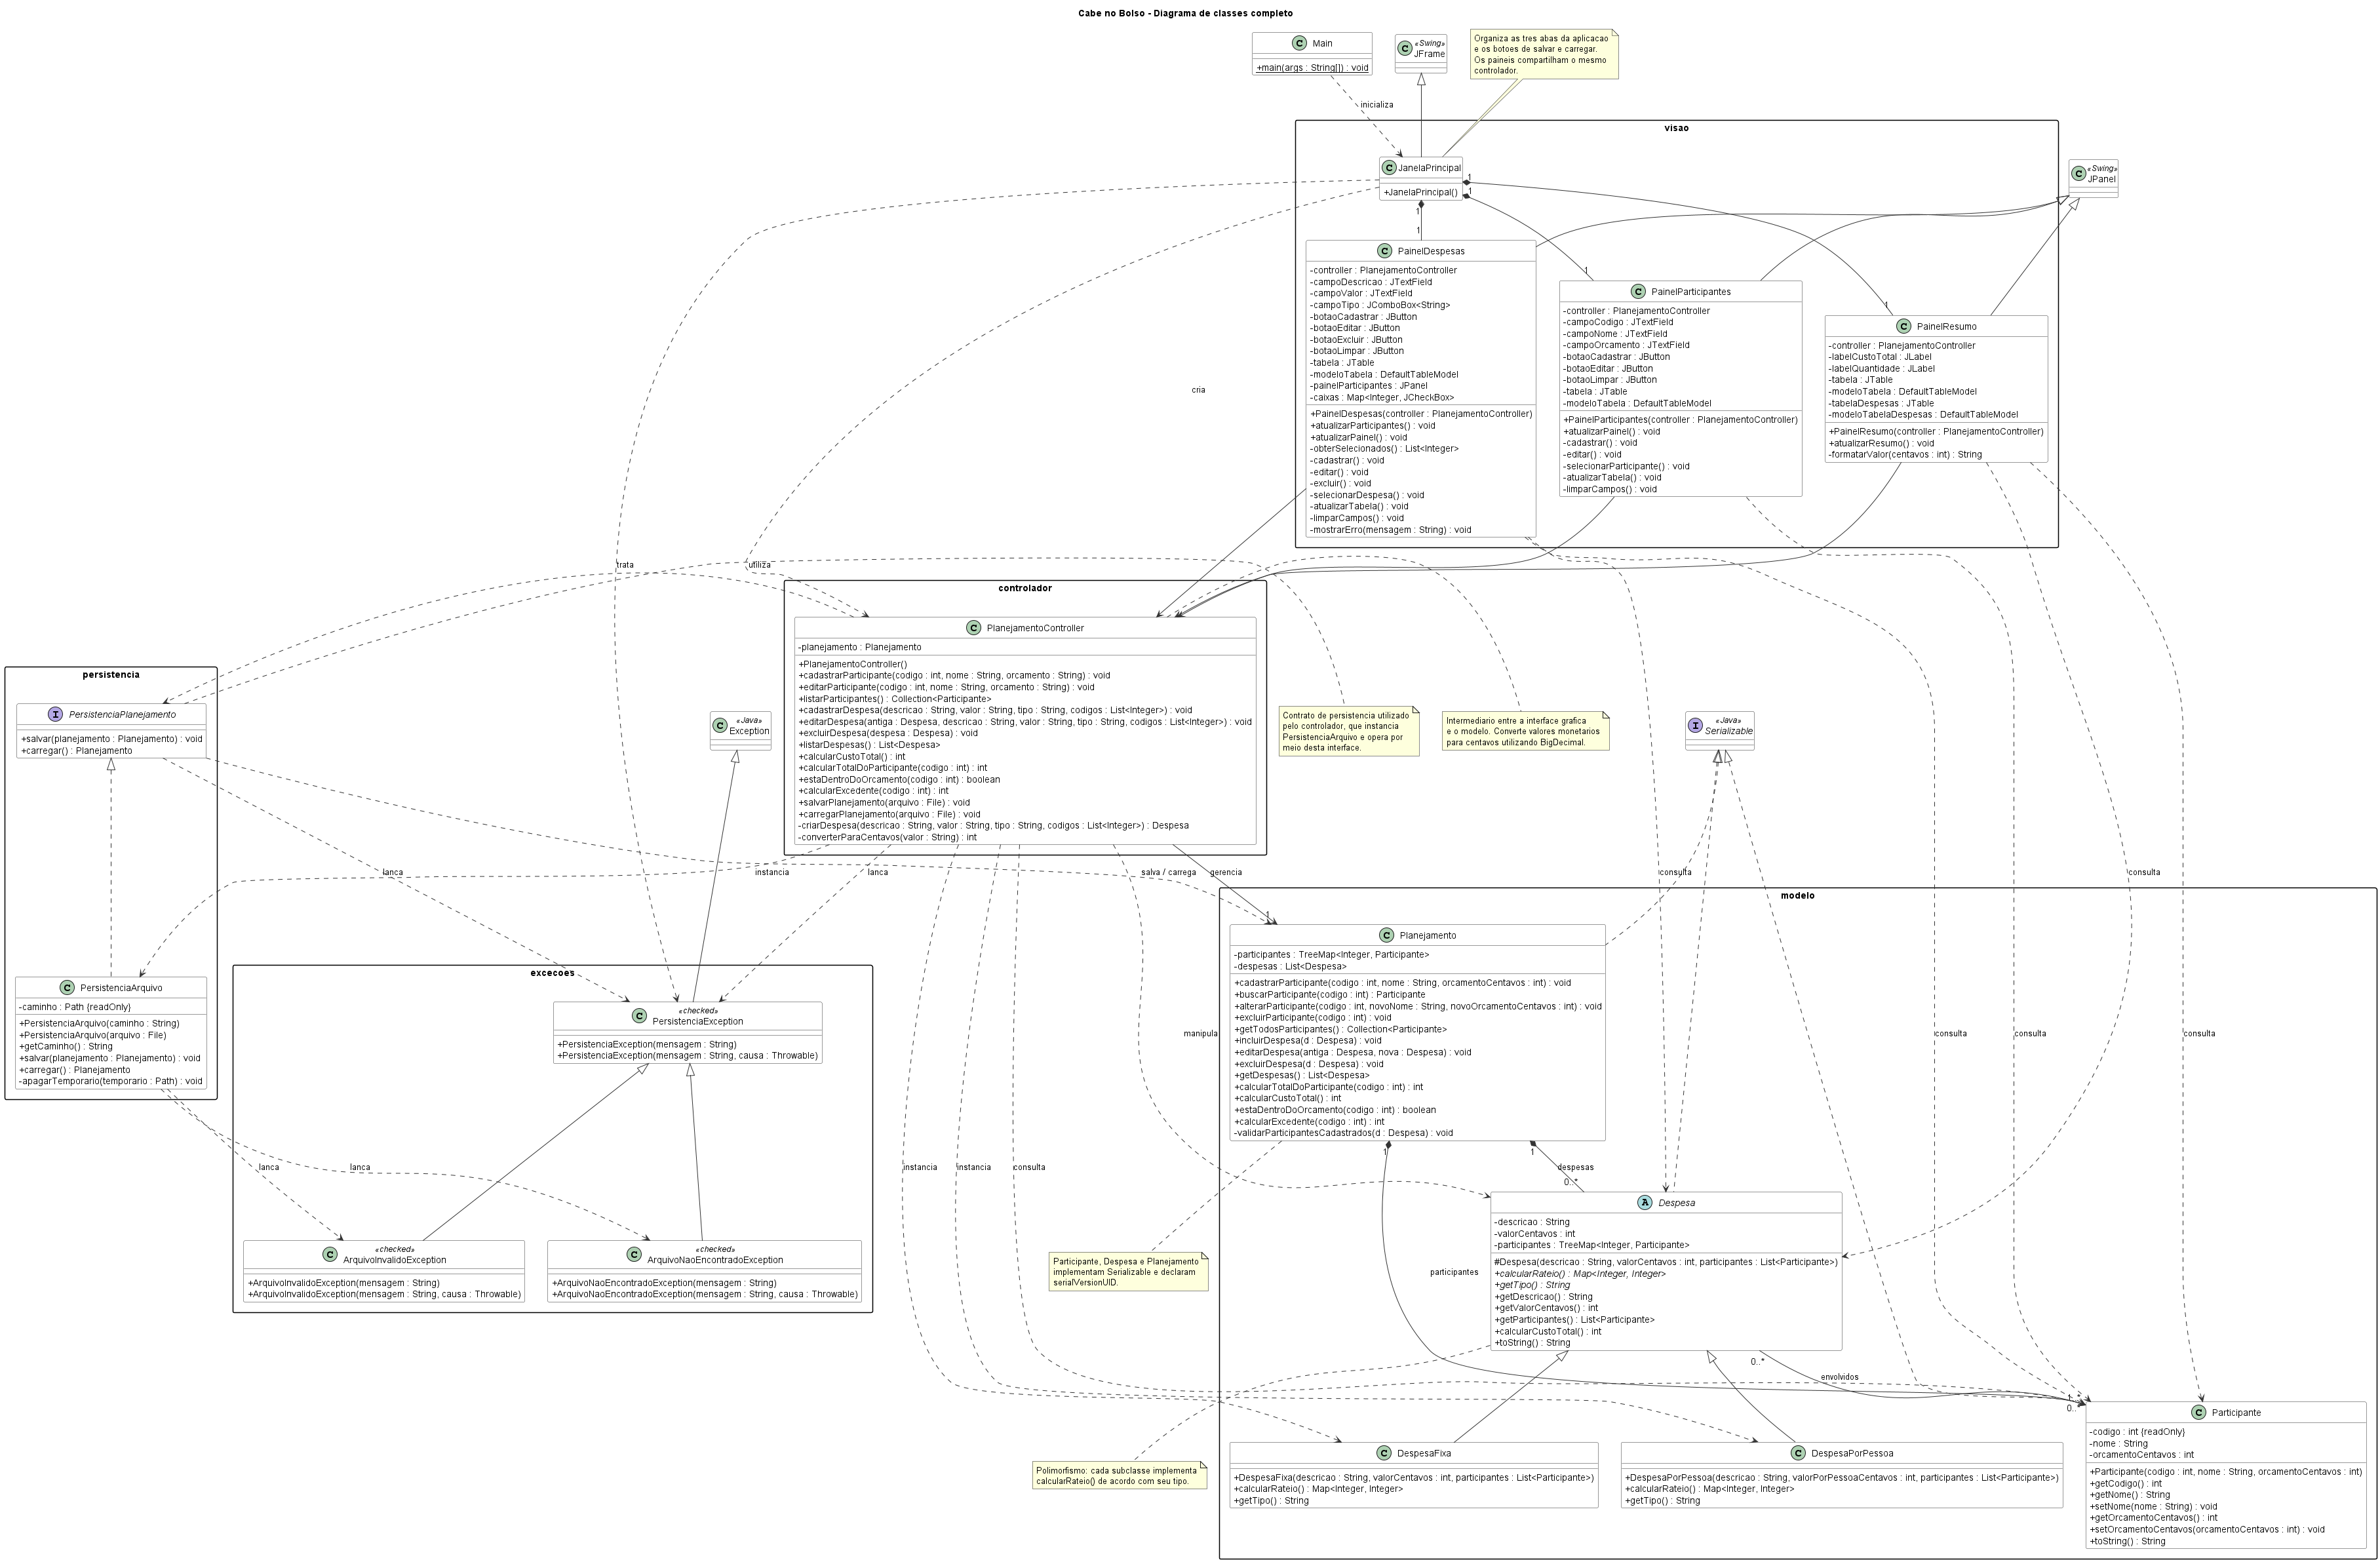 Cabe no Bolso - Diagrama de classes completo
Main
+main(args : String[]) : void
«Swing»
JFrame
Organiza as tres abas da aplicacao
e os botoes de salvar e carregar.
Os paineis compartilham o mesmo
controlador.
inicializa
visao
JanelaPrincipal
+JanelaPrincipal()
«Swing»
JPanel
1
1
1
1
1
1
PainelDespesas
-controller : PlanejamentoController
-campoDescricao : JTextField
-campoValor : JTextField
-campoTipo : JComboBox<String>
-botaoCadastrar : JButton
-botaoEditar : JButton
-botaoExcluir : JButton
-botaoLimpar : JButton
-tabela : JTable
-modeloTabela : DefaultTableModel
-painelParticipantes : JPanel
-caixas : Map<Integer, JCheckBox>
+PainelDespesas(controller : PlanejamentoController)
+atualizarParticipantes() : void
+atualizarPainel() : void
-obterSelecionados() : List<Integer>
-cadastrar() : void
-editar() : void
-excluir() : void
-selecionarDespesa() : void
-atualizarTabela() : void
-limparCampos() : void
-mostrarErro(mensagem : String) : void
PainelParticipantes
-controller : PlanejamentoController
-campoCodigo : JTextField
-campoNome : JTextField
-campoOrcamento : JTextField
-botaoCadastrar : JButton
-botaoEditar : JButton
-botaoLimpar : JButton
-tabela : JTable
-modeloTabela : DefaultTableModel
+PainelParticipantes(controller : PlanejamentoController)
+atualizarPainel() : void
-cadastrar() : void
-editar() : void
-selecionarParticipante() : void
-atualizarTabela() : void
-limparCampos() : void
PainelResumo
-controller : PlanejamentoController
-labelCustoTotal : JLabel
-labelQuantidade : JLabel
-tabela : JTable
-modeloTabela : DefaultTableModel
-tabelaDespesas : JTable
-modeloTabelaDespesas : DefaultTableModel
+PainelResumo(controller : PlanejamentoController)
+atualizarResumo() : void
-formatarValor(centavos : int) : String
cria
trata
utiliza
controlador
PlanejamentoController
-planejamento : Planejamento
+PlanejamentoController()
+cadastrarParticipante(codigo : int, nome : String, orcamento : String) : void
+editarParticipante(codigo : int, nome : String, orcamento : String) : void
+listarParticipantes() : Collection<Participante>
+cadastrarDespesa(descricao : String, valor : String, tipo : String, codigos : List<Integer>) : void
+editarDespesa(antiga : Despesa, descricao : String, valor : String, tipo : String, codigos : List<Integer>) : void
+excluirDespesa(despesa : Despesa) : void
+listarDespesas() : List<Despesa>
+calcularCustoTotal() : int
+calcularTotalDoParticipante(codigo : int) : int
+estaDentroDoOrcamento(codigo : int) : boolean
+calcularExcedente(codigo : int) : int
+salvarPlanejamento(arquivo : File) : void
+carregarPlanejamento(arquivo : File) : void
-criarDespesa(descricao : String, valor : String, tipo : String, codigos : List<Integer>) : Despesa
-converterParaCentavos(valor : String) : int
persistencia
PersistenciaPlanejamento
+salvar(planejamento : Planejamento) : void
+carregar() : Planejamento
«Java»
Exception
Contrato de persistencia utilizado
pelo controlador, que instancia
PersistenciaArquivo e opera por
meio desta interface.
Intermediario entre a interface grafica
e o modelo. Converte valores monetarios
para centavos utilizando BigDecimal.
«Java»
Serializable
lanca
instancia
lanca
salva / carrega
gerencia
consulta
consulta
PersistenciaArquivo
-caminho : Path {readOnly}
+PersistenciaArquivo(caminho : String)
+PersistenciaArquivo(arquivo : File)
+getCaminho() : String
+salvar(planejamento : Planejamento) : void
+carregar() : Planejamento
-apagarTemporario(temporario : Path) : void
excecoes
«checked»
PersistenciaException
+PersistenciaException(mensagem : String)
+PersistenciaException(mensagem : String, causa : Throwable)
modelo
1
Planejamento
-participantes : TreeMap<Integer, Participante>
-despesas : List<Despesa>
+cadastrarParticipante(codigo : int, nome : String, orcamentoCentavos : int) : void
+buscarParticipante(codigo : int) : Participante
+alterarParticipante(codigo : int, novoNome : String, novoOrcamentoCentavos : int) : void
+excluirParticipante(codigo : int) : void
+getTodosParticipantes() : Collection<Participante>
+incluirDespesa(d : Despesa) : void
+editarDespesa(antiga : Despesa, nova : Despesa) : void
+excluirDespesa(d : Despesa) : void
+getDespesas() : List<Despesa>
+calcularTotalDoParticipante(codigo : int) : int
+calcularCustoTotal() : int
+estaDentroDoOrcamento(codigo : int) : boolean
+calcularExcedente(codigo : int) : int
-validarParticipantesCadastrados(d : Despesa) : void
manipula
consulta
consulta
consulta
lanca
lanca
instancia
instancia
consulta
1
1
despesas
0..*
«checked»
ArquivoInvalidoException
+ArquivoInvalidoException(mensagem : String)
+ArquivoInvalidoException(mensagem : String, causa : Throwable)
«checked»
ArquivoNaoEncontradoException
+ArquivoNaoEncontradoException(mensagem : String)
+ArquivoNaoEncontradoException(mensagem : String, causa : Throwable)
Participante, Despesa e Planejamento
implementam Serializable e declaram
serialVersionUID.
participantes
Despesa
-descricao : String
-valorCentavos : int
-participantes : TreeMap<Integer, Participante>
#Despesa(descricao : String, valorCentavos : int, participantes : List<Participante>)
+calcularRateio() : Map<Integer, Integer>
+getTipo() : String
+getDescricao() : String
+getValorCentavos() : int
+getParticipantes() : List<Participante>
+calcularCustoTotal() : int
+toString() : String
0..*
envolvidos
0..*
Polimorfismo: cada subclasse implementa
calcularRateio() de acordo com seu tipo.
DespesaFixa
+DespesaFixa(descricao : String, valorCentavos : int, participantes : List<Participante>)
+calcularRateio() : Map<Integer, Integer>
+getTipo() : String
DespesaPorPessoa
+DespesaPorPessoa(descricao : String, valorPorPessoaCentavos : int, participantes : List<Participante>)
+calcularRateio() : Map<Integer, Integer>
+getTipo() : String
Participante
-codigo : int {readOnly}
-nome : String
-orcamentoCentavos : int
+Participante(codigo : int, nome : String, orcamentoCentavos : int)
+getCodigo() : int
+getNome() : String
+setNome(nome : String) : void
+getOrcamentoCentavos() : int
+setOrcamentoCentavos(orcamentoCentavos : int) : void
+toString() : String